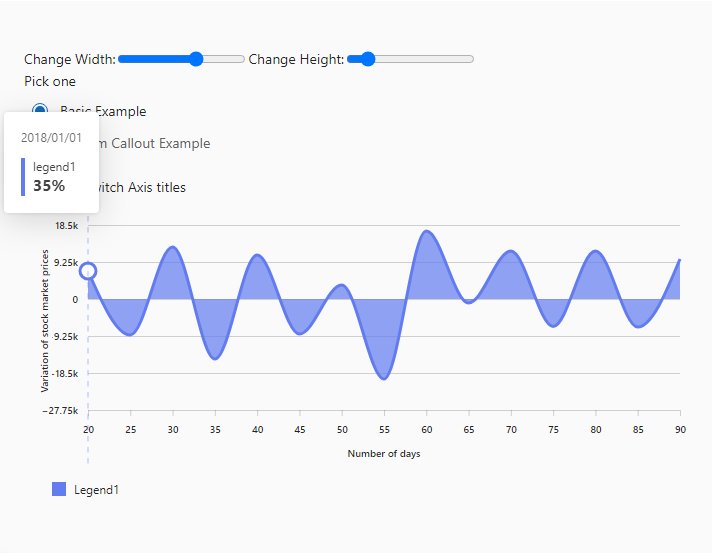 Change Width: Change Height:
Pick one
Basic Example
2018/01/01
m Callout Example
legend1
35%
witch Axis titles
Variation of stock market prices
18.5k
9.25k
0
9.25k
-18.5k
−27.75k
20 25 30 35 40 45 50 55 60 65 70 75 80 85 90
Number of days
Legend1